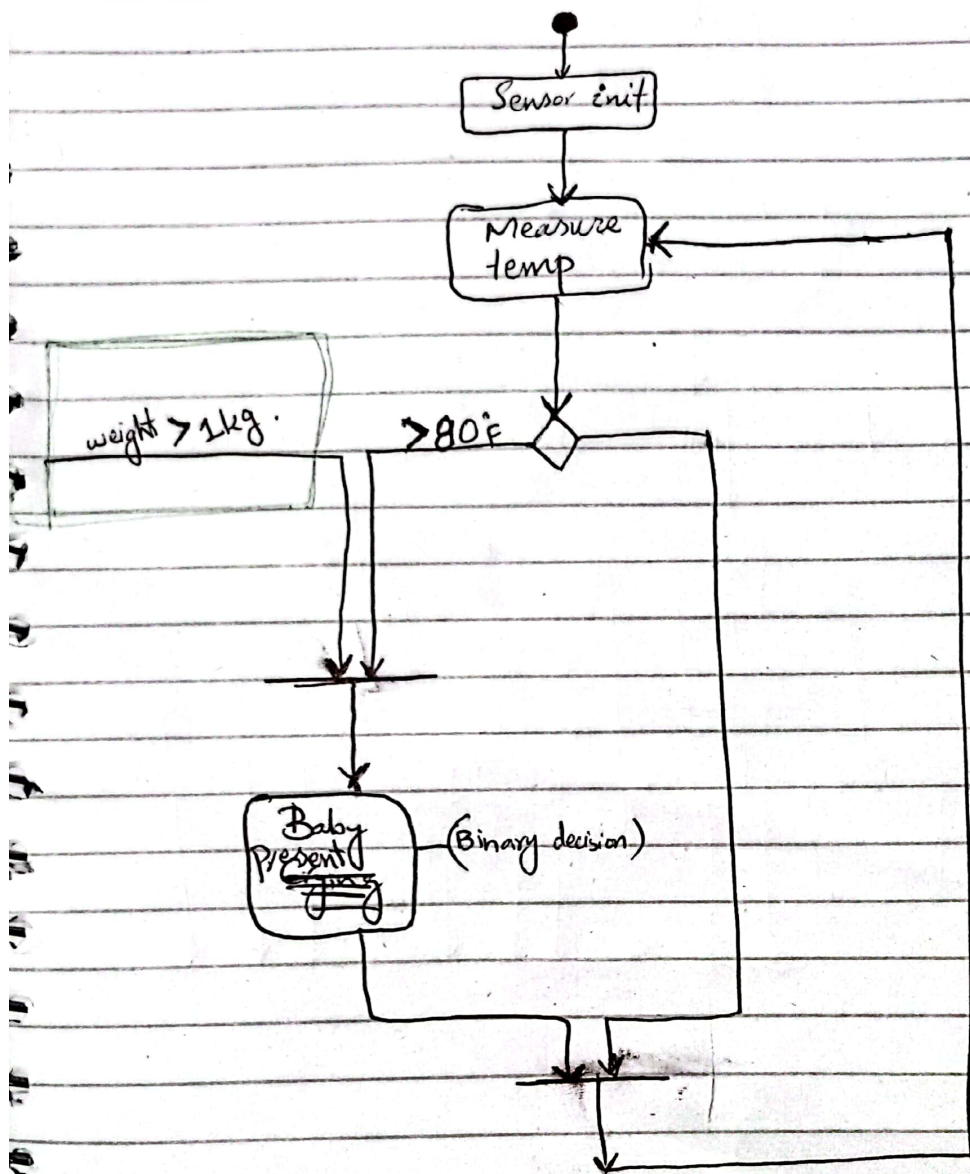 Sensor init
Measure
temp
weight > 1kg.
>80°F
Baby
Present
(Binary decision)